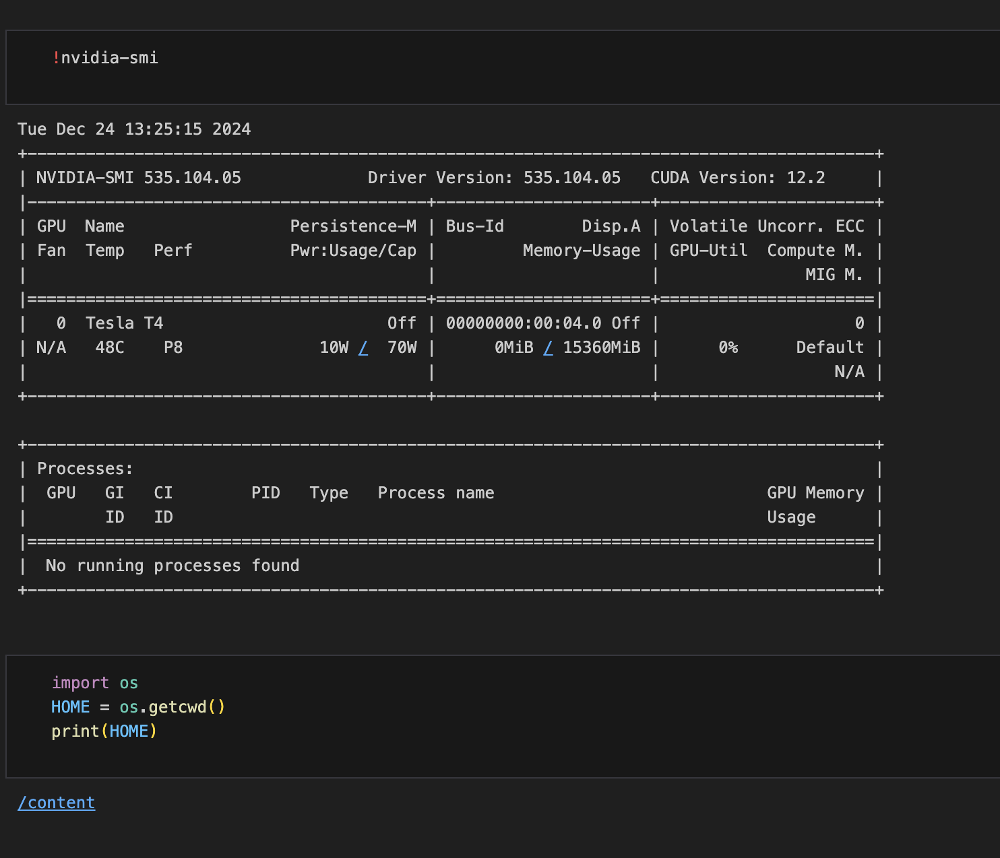 !nvidia-smi
Tue Dec 24 13:25:15 2024
+---------------------------------------------------------------------------------------+
| NVIDIA-SMI 535.104.05             Driver Version: 535.104.05   CUDA Version: 12.2     |
|-----------------------------------------+----------------------+----------------------+
| GPU  Name                 Persistence-M | Bus-Id        Disp.A | Volatile Uncorr. ECC |
| Fan  Temp   Perf          Pwr:Usage/Cap |         Memory-Usage | GPU-Util  Compute M. |
|                                         |                      |               MIG M. |
|=========================================+======================+======================|
|   0  Tesla T4                       Off | 00000000:00:04.0 Off |                    0 |
| N/A   48C    P8              10W /  70W |      0MiB / 15360MiB |      0%      Default |
|                                         |                      |                  N/A |
+-----------------------------------------+----------------------+----------------------+
+---------------------------------------------------------------------------------------+
| Processes:                                                                            |
|  GPU   GI   CI        PID   Type   Process name                            GPU Memory |
|        ID   ID                                                             Usage      |
|=======================================================================================|
|  No running processes found                                                           |
+---------------------------------------------------------------------------------------+
import os
HOME = os.getcwd()
print(HOME)
/content